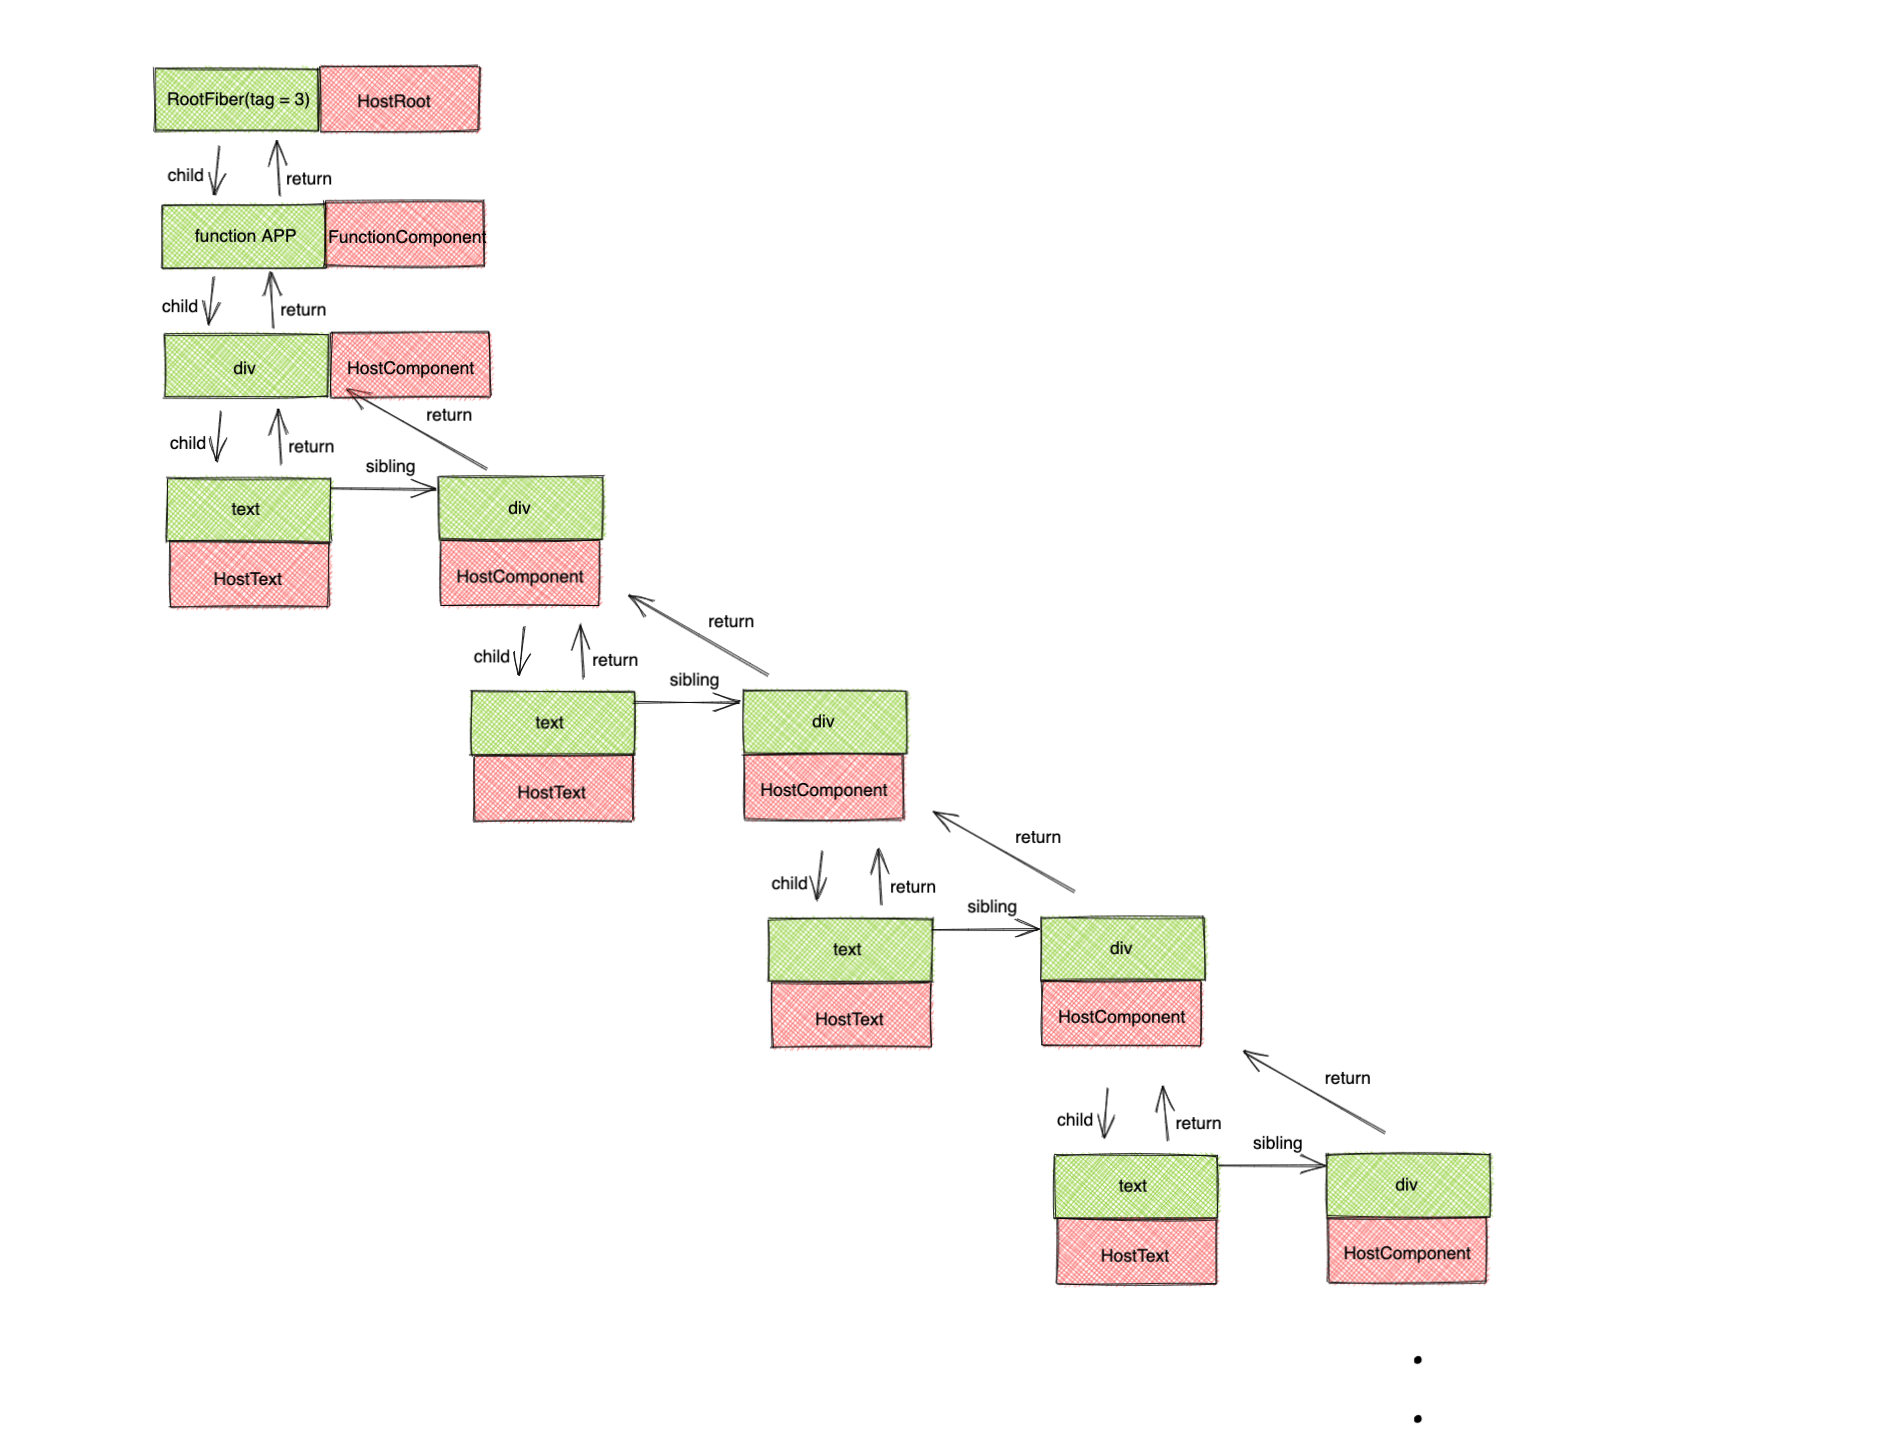 RootFiber(tag = 3)
HostRoot
child
return
function APP
FunctionComponent
child
return
div
HostComponent
return
child
return
sibling
text
div
HostText
HostComponent
return
child
return
sibling
text
div
HostText
HostComponent
return
child
return
sibling
text
div
HostText
HostComponent
return
child
return
sibling
text
div
HostText
HostComponent